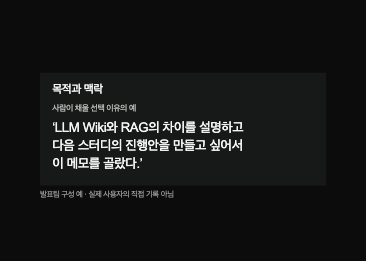 목적과 맥락
사람이 채울 선택 이유의 예
‘LLM Wiki와 RAG의 차이를 설명하고
다음 스터디의 진행안을 만들고 싶어서
이 메모를 골랐다.’
발표팀 구성 예 · 실제 사용자의 직접 기록 아님